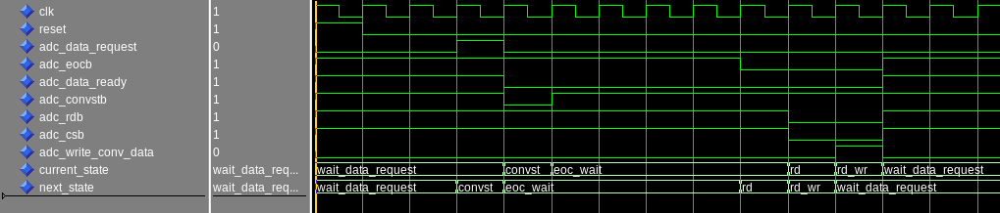 clk 1
reset 1
adc_data_request 0
adc_eocb 1
adc_data_ready 1
adc_convstb 1
adc_rdb 1
adc_csb 1
adc_write_conv_data 0
current_state wait_data_req... wait_data_request convst eoc_wait rd rd_wr wait_data_request
next_state wait_data_req... wait_data_request convst eoc_wait rd rd_wr wait_data_request